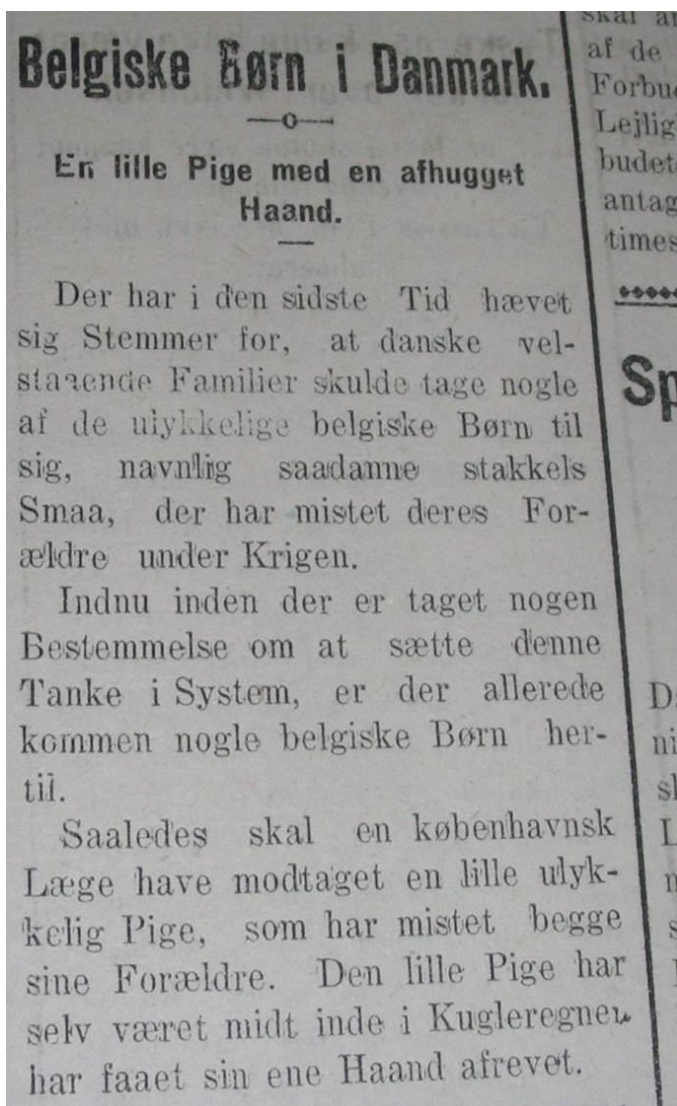 Belgiske Børn i Danmark.
En lille Pige med en afhugget
Haand.
Der har i den sidste Tid hævet
sig Stemmer for, at danske vel-
staaende Familier skulde tage nogle
af de ulykkelige belgiske Børn til
sig, navnlig saadanne stakkels
Smaa, der har mistet deres For-
ældre under Krigen.
Indnu inden der er taget nogen
Bestemmelse om at sætte denne
Tanke i System, er der allerede
kommen nogle belgiske Børn her-
til.
Saaledes skal en københavnsk
Læge have modtaget en lille ulyk-
kelig Pige, som har mistet begge
sine Forældre. Den lille Pige har
selv været midt inde i Kugleregnen
har faaet sin ene Haand afrevet.
skal
af de
Forbud
Lejlig
budet
antag
times
Sp
D
ni
sl
L
n
s